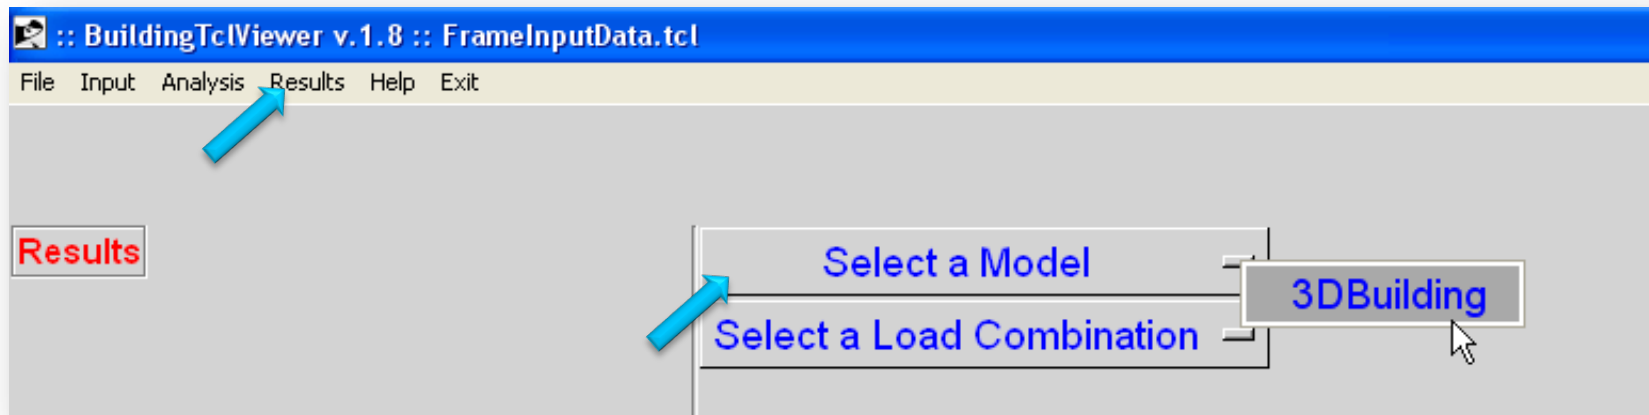 :: BuildingTclViewer v.1.8 :: FrameInputData.tcl
File Input Analysis Results Help Exit
Results
Select a Model
3DBuilding
Select a Load Combination